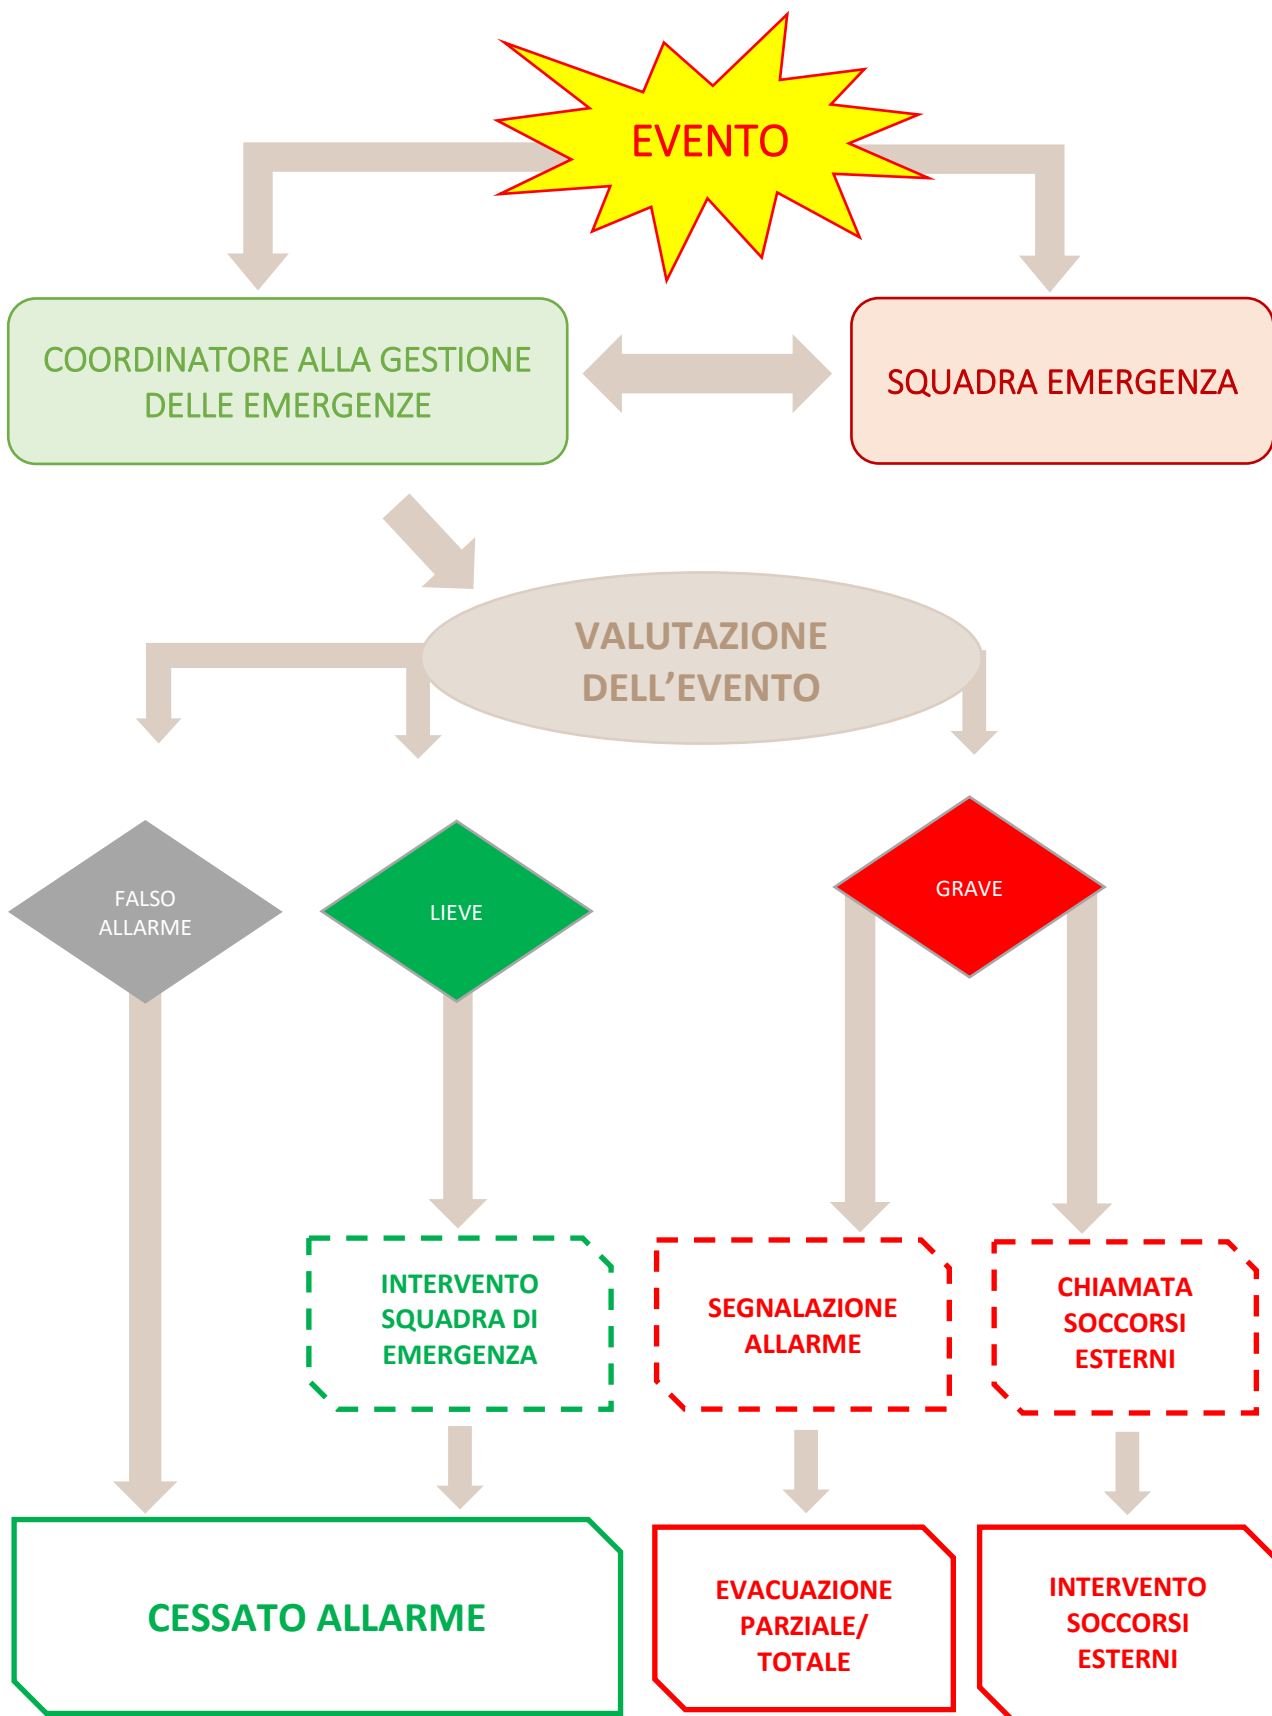 EVENTO
COORDINATORE ALLA GESTIONE
DELLE EMERGENZE
SQUADRA EMERGENZA
VALUTAZIONE
DELL’EVENTO
FALSO
ALLARME
LIEVE
GRAVE
INTERVENTO
SQUADRA DI
EMERGENZA
SEGNALAZIONE
ALLARME
CHIAMATA
SOCCORSI
ESTERNI
CESSATO ALLARME
EVACUAZIONE
PARZIALE/
TOTALE
INTERVENTO
SOCCORSI
ESTERNI